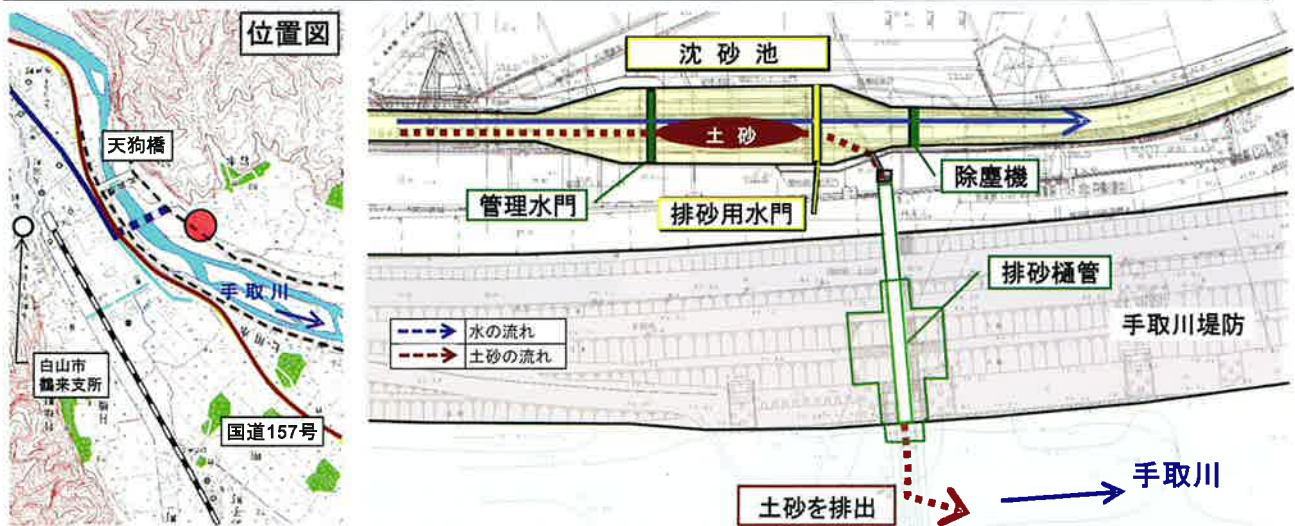 位置図
天狗橋
手取川
白山市
鶴来支所
国道157号
沈砂池
土砂
管理水門
排砂用水門
除塵機
排砂樋管
手取川堤防
水の流れ
土砂の流れ
土砂を排出
手取川